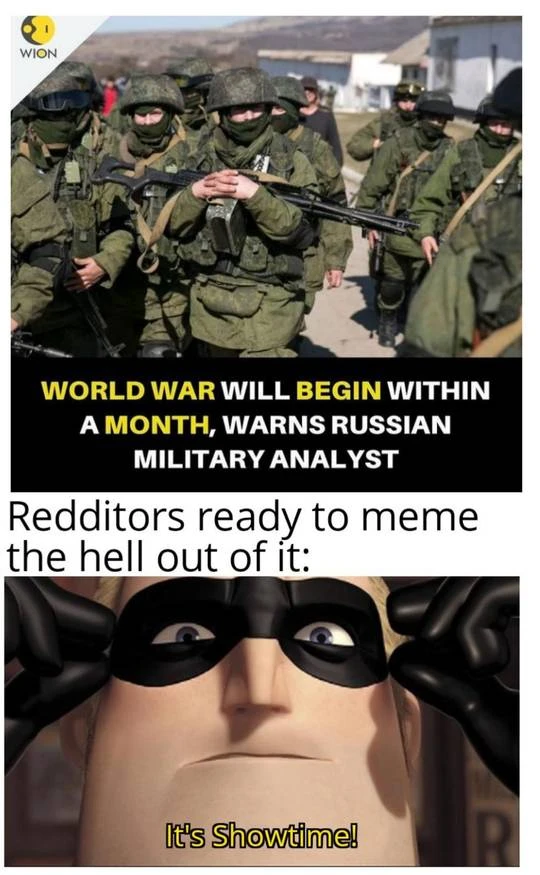 WION
WORLD WAR WILL BEGIN WITHIN
A MONTH, WARNS RUSSIAN
MILITARY ANALYST
Redditors ready to meme
the hell out of it:
It's Showtime!
R